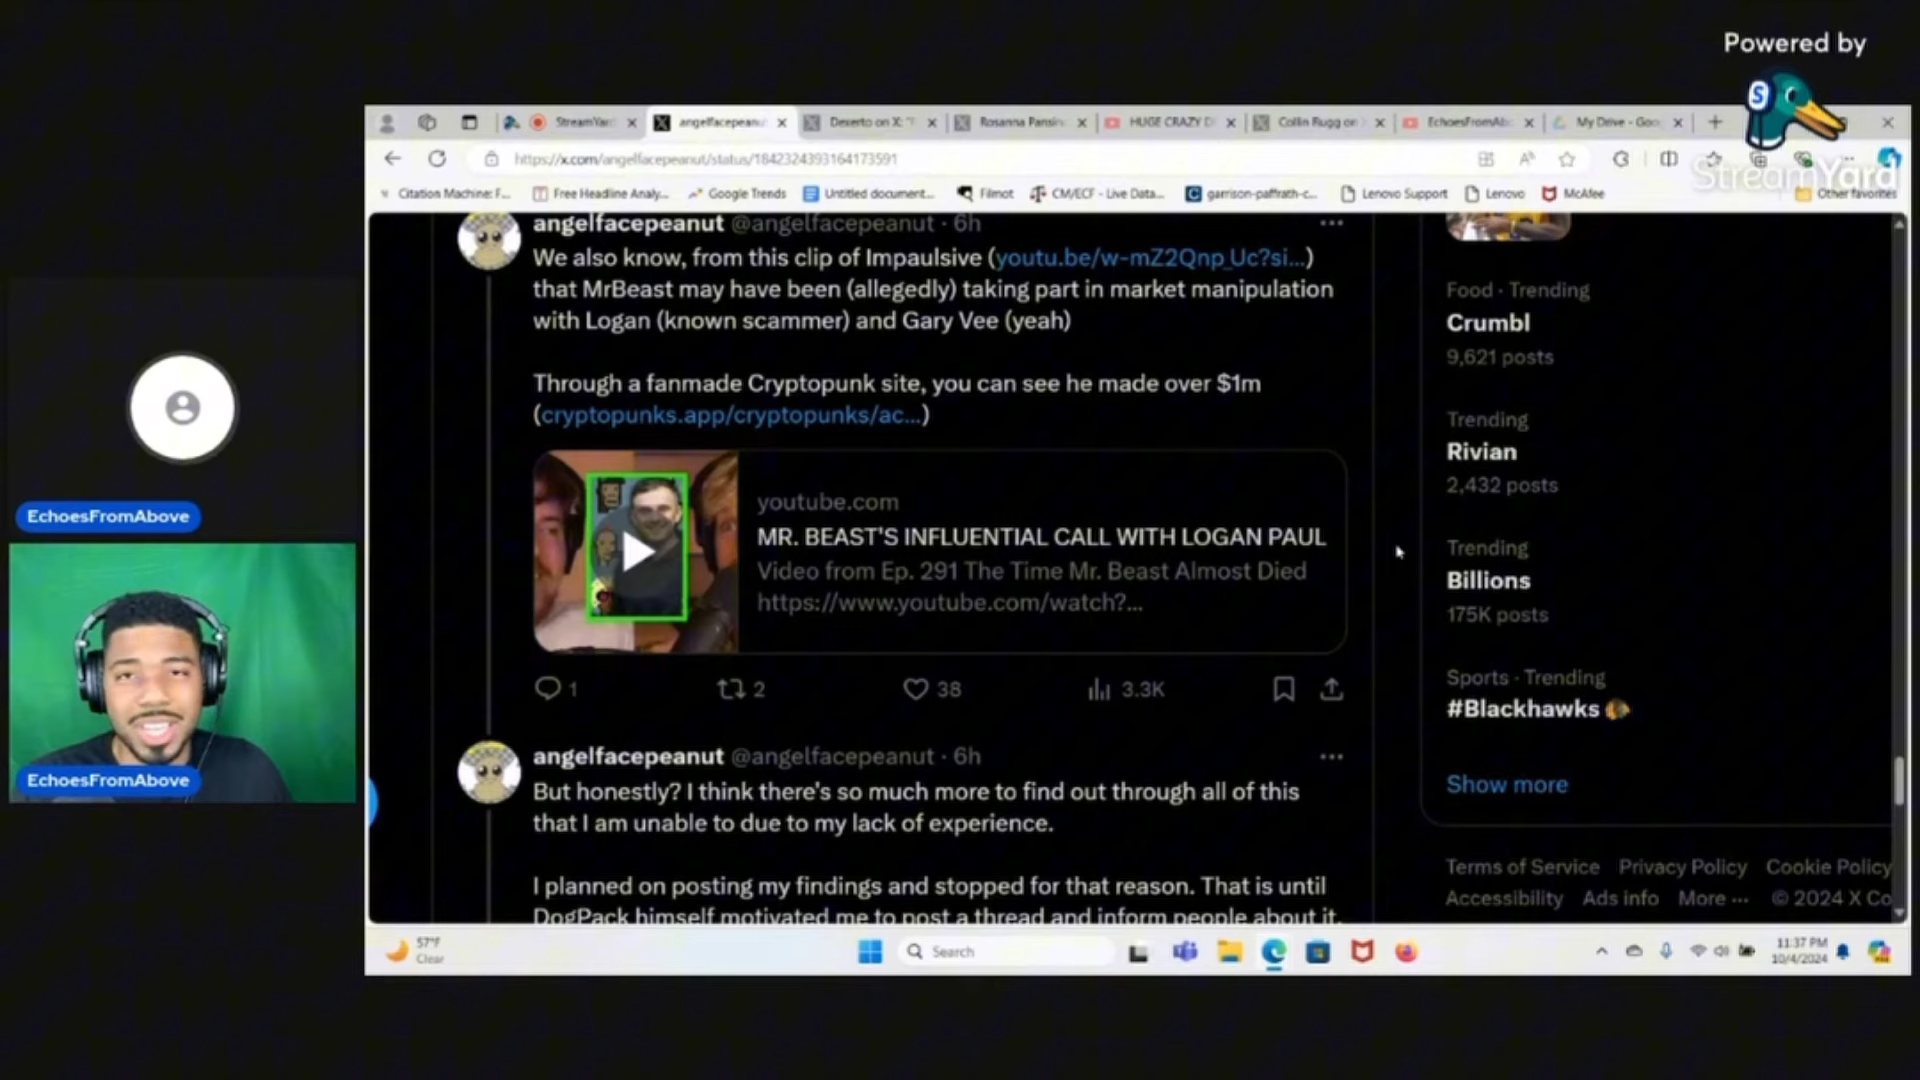 Powered by
StreamYard
StreamYar
angelfacepeanu
Dexerto on X: "
Rosanna Pansin
HUGE CRAZY D
Collin Rugg on
EchoesFromAb
My Drive - Goo
https://x.com/angelfacepeanut/status/1842324393164173591
Citation Machine: F...
Free Headline Analy...
Google Trends
Untitled document...
Filmot
CM/ECF - Live Data...
garrison-paffrath-c...
Lenovo Support
Lenovo
McAfee
Other favorites
angelfacepeanut @angelfacepeanut · 6h
We also know, from this clip of Impaulsive (youtu.be/w-mZ2Qnp_Uc?si...)
that MrBeast may have been (allegedly) taking part in market manipulation
with Logan (known scammer) and Gary Vee (yeah)
Through a fanmade Cryptopunk site, you can see he made over $1m
(cryptopunks.app/cryptopunks/ac...)
youtube.com
MR. BEAST'S INFLUENTIAL CALL WITH LOGAN PAUL
Video from Ep. 291 The Time Mr. Beast Almost Died
https://www.youtube.com/watch?...
1
2
38
3.3K
angelfacepeanut @angelfacepeanut · 6h
But honestly? I think there's so much more to find out through all of this
that I am unable to due to my lack of experience.
I planned on posting my findings and stopped for that reason. That is until
DogPack himself motivated me to post a thread and inform people about it.
Food · Trending
Crumbl
9,621 posts
Trending
Rivian
2,432 posts
Trending
Billions
175K posts
Sports · Trending
#Blackhawks
Show more
Terms of Service Privacy Policy Cookie Policy
Accessibility Ads info More ··· © 2024 X Co
EchoesFromAbove
EchoesFromAbove
57°F
Clear
Search
11:37 PM
10/4/2024